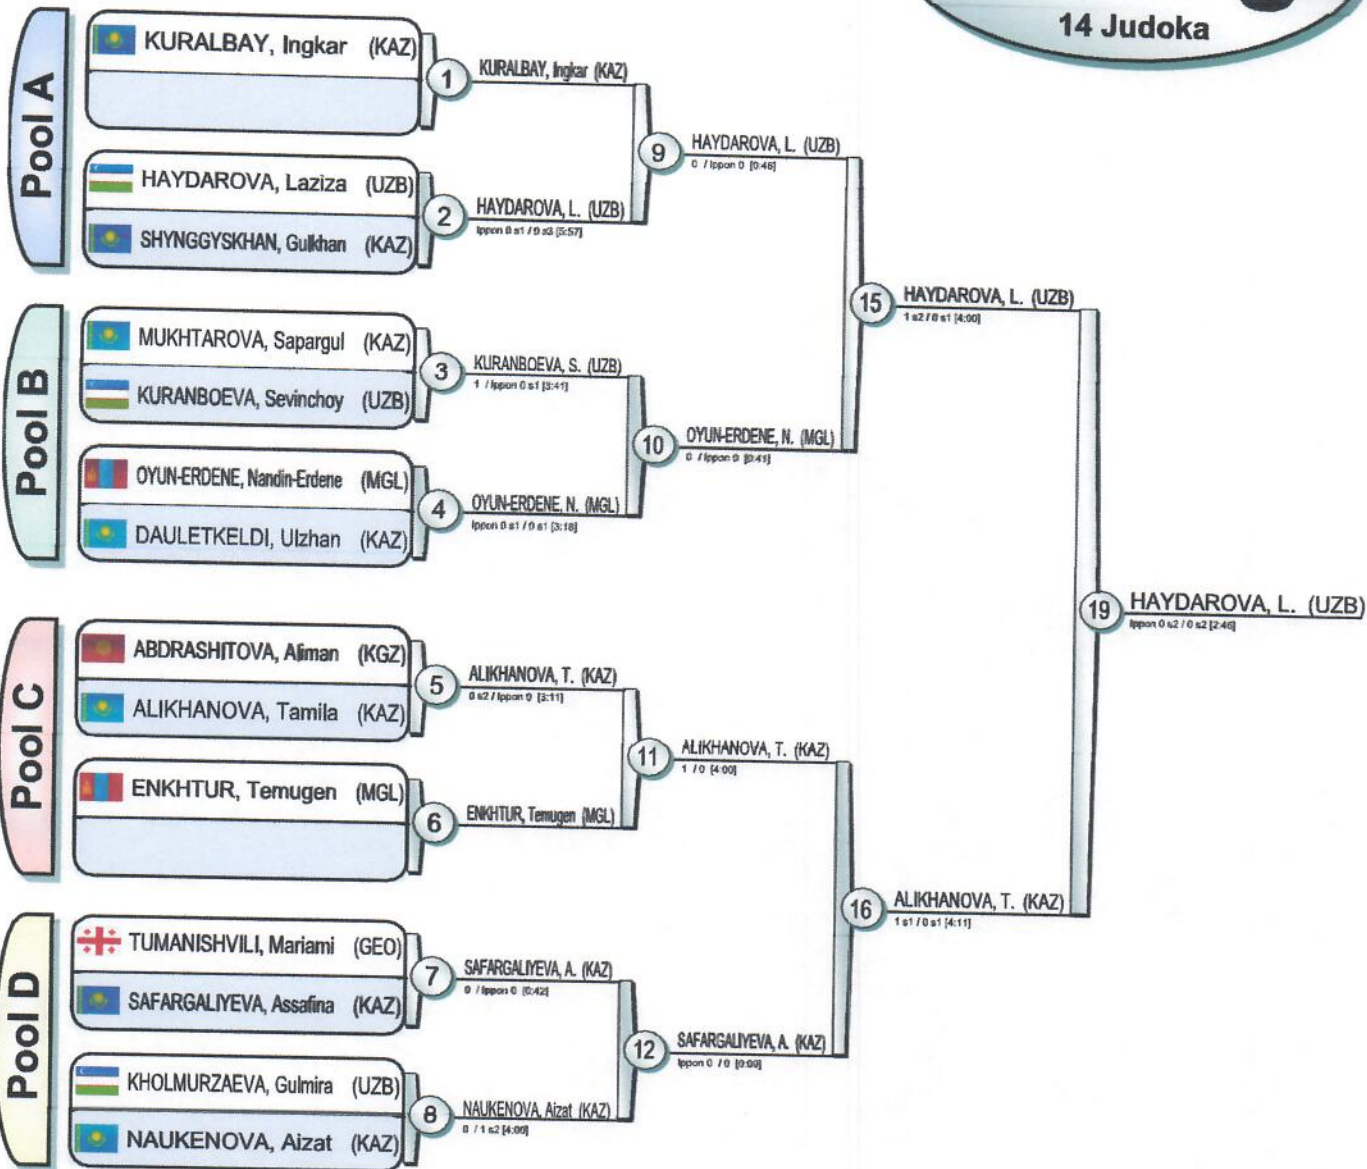 14 Judoka
Pool A
KURALBAY, Ingkar (KAZ)
HAYDAROVA, Laziza (UZB)
SHYNGGYSKHAN, Gulkhan (KAZ)
1
KURALBAY, Ingkar (KAZ)
2
HAYDAROVA, L. (UZB)
Ippon 0 s1 / 0 s3 [5:57]
9
HAYDAROVA, L. (UZB)
0 / Ippon 0 [0:46]
Pool B
MUKHTAROVA, Sapargul (KAZ)
KURANBOEVA, Sevinchoy (UZB)
OYUN-ERDENE, Nandin-Erdene (MGL)
DAULETKELDI, Ulzhan (KAZ)
3
KURANBOEVA, S. (UZB)
1 / Ippon 0 s1 [3:41]
4
OYUN-ERDENE, N. (MGL)
Ippon 0 s1 / 0 s1 [3:18]
10
OYUN-ERDENE, N. (MGL)
0 / Ippon 0 [0:41]
15
HAYDAROVA, L. (UZB)
1 s2 / 0 s1 [4:00]
Pool C
ABDRASHITOVA, Aliman (KGZ)
ALIKHANOVA, Tamila (KAZ)
ENKHTUR, Temugen (MGL)
5
ALIKHANOVA, T. (KAZ)
0 s2 / Ippon 0 [3:11]
6
ENKHTUR, Temugen (MGL)
11
ALIKHANOVA, T. (KAZ)
1 / 0 [4:00]
Pool D
TUMANISHVILI, Mariami (GEO)
SAFARGALIYEVA, Assafina (KAZ)
KHOLMURZAEVA, Gulmira (UZB)
NAUKENOVA, Aizat (KAZ)
7
SAFARGALIYEVA, A. (KAZ)
0 / Ippon 0 [0:42]
8
NAUKENOVA, Aizat (KAZ)
0 / 1 s2 [4:00]
12
SAFARGALIYEVA, A. (KAZ)
Ippon 0 / 0 [0:09]
16
ALIKHANOVA, T. (KAZ)
1 s1 / 0 s1 [4:11]
19
HAYDAROVA, L. (UZB)
Ippon 0 s2 / 0 s2 [2:46]